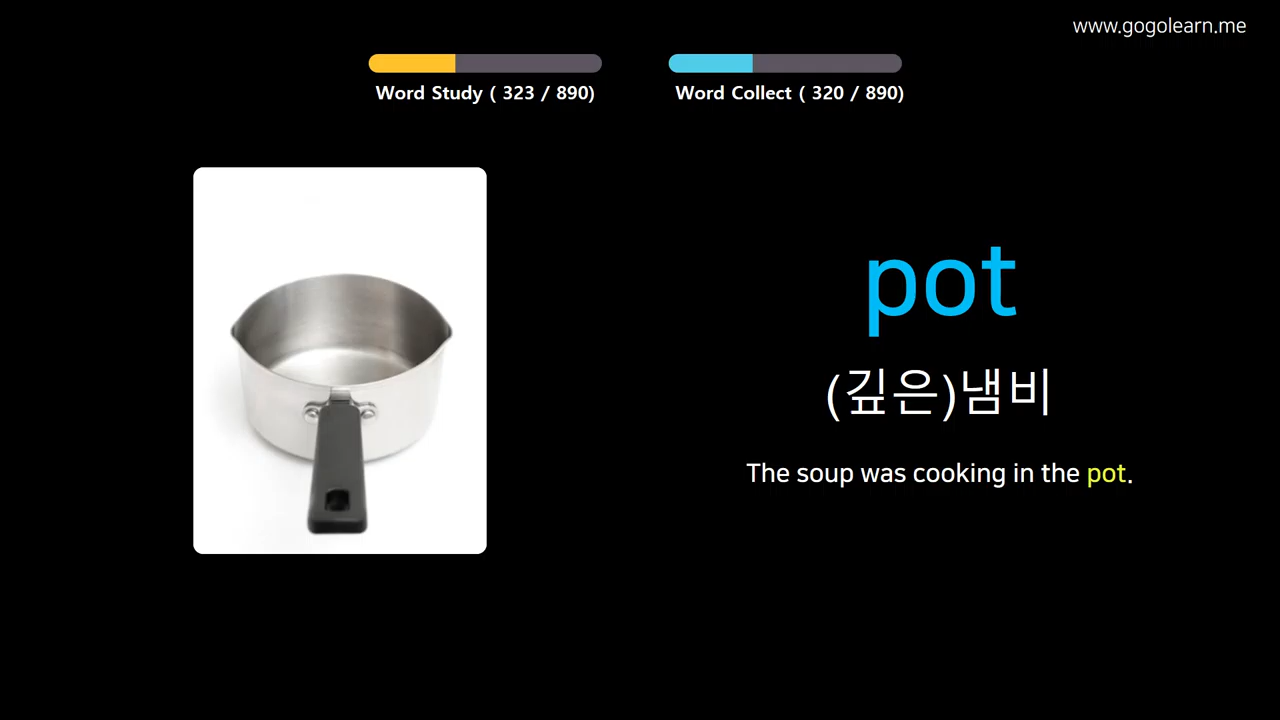 www.gogolearn.me
Word Study ( 323 / 890)
Word Collect ( 320 / 890)
pot
(깊은)냄비
The soup was cooking in the pot.